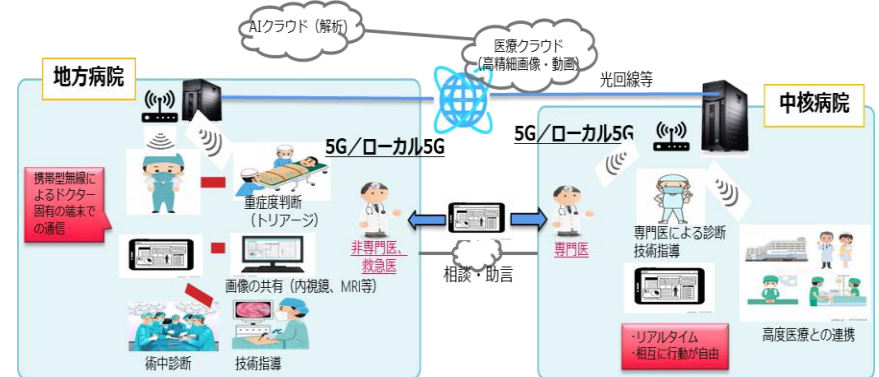 AIクラウド（解析）
医療クラウド
（高精細画像・動画）
光回線等
地方病院
中核病院
5G／ローカル5G
5G／ローカル5G
携帯型無線に
よるドクター
固有の端末で
の通信
重症度判断
（トリアージ）
非専門医、
救急医
専門医
専門医による診断
技術指導
画像の共有（内視鏡、MRI等）
相談・助言
・リアルタイム
・相互に行動が自由
高度医療との連携
術中診断
技術指導